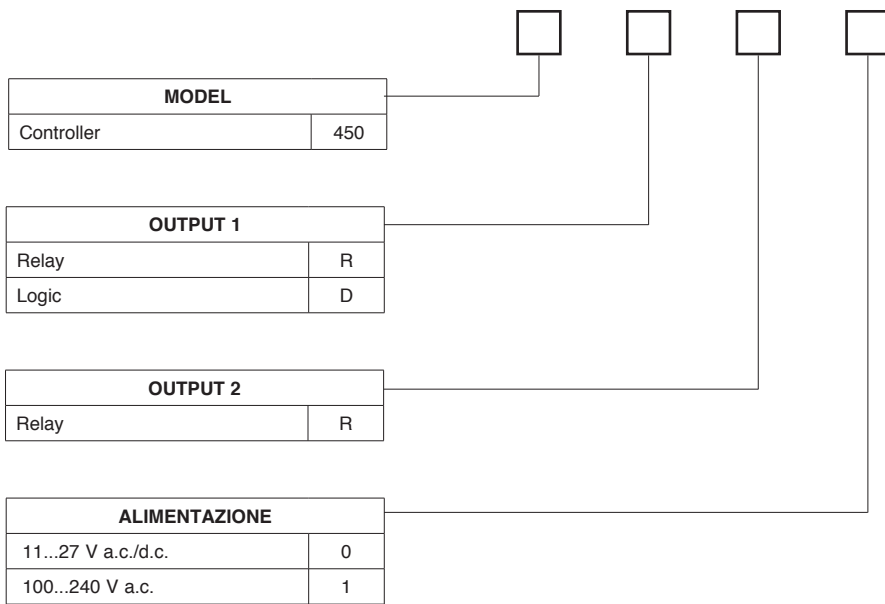 MODEL
Controller 450
OUTPUT 1
Relay R
Logic D
OUTPUT 2
Relay R
ALIMENTAZIONE
11...27 V a.c./d.c. 0
100...240 V a.c. 1